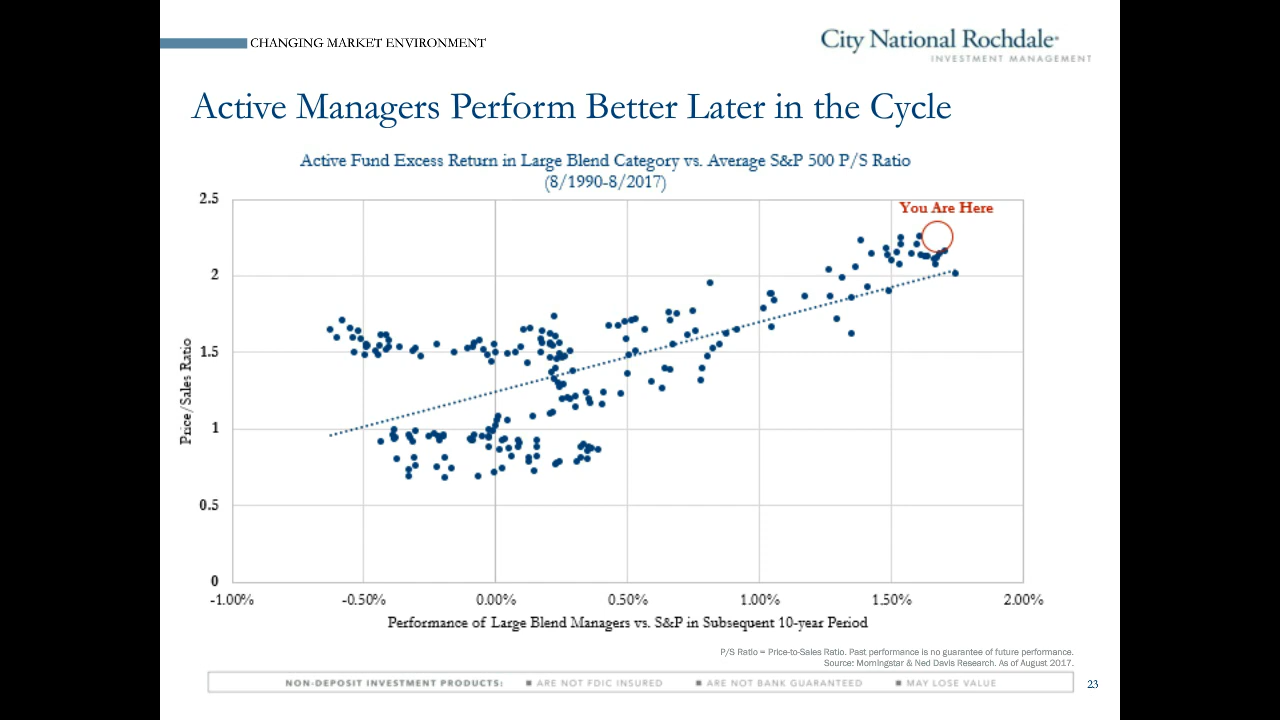 CHANGING MARKET ENVIRONMENT
City National Rochdale
INVESTMENT MANAGEMENT
Active Managers Perform Better Later in the Cycle
Active Fund Excess Return in Large Blend Category vs. Average S&P 500 P/S Ratio
(8/1990-8/2017)
You Are Here
Price/Sales Ratio
2.5
2
1.5
1
0.5
0
-1.00% -0.50% 0.00% 0.50% 1.00% 1.50% 2.00%
Performance of Large Blend Managers vs. S&P in Subsequent 10-year Period
P/S Ratio = Price-to-Sales Ratio. Past performance is no guarantee of future performance.
Source: Morningstar & Ned Davis Research. As of August 2017.
NON-DEPOSIT INVESTMENT PRODUCTS: ■ ARE NOT FDIC INSURED ■ ARE NOT BANK GUARANTEED ■ MAY LOSE VALUE
23